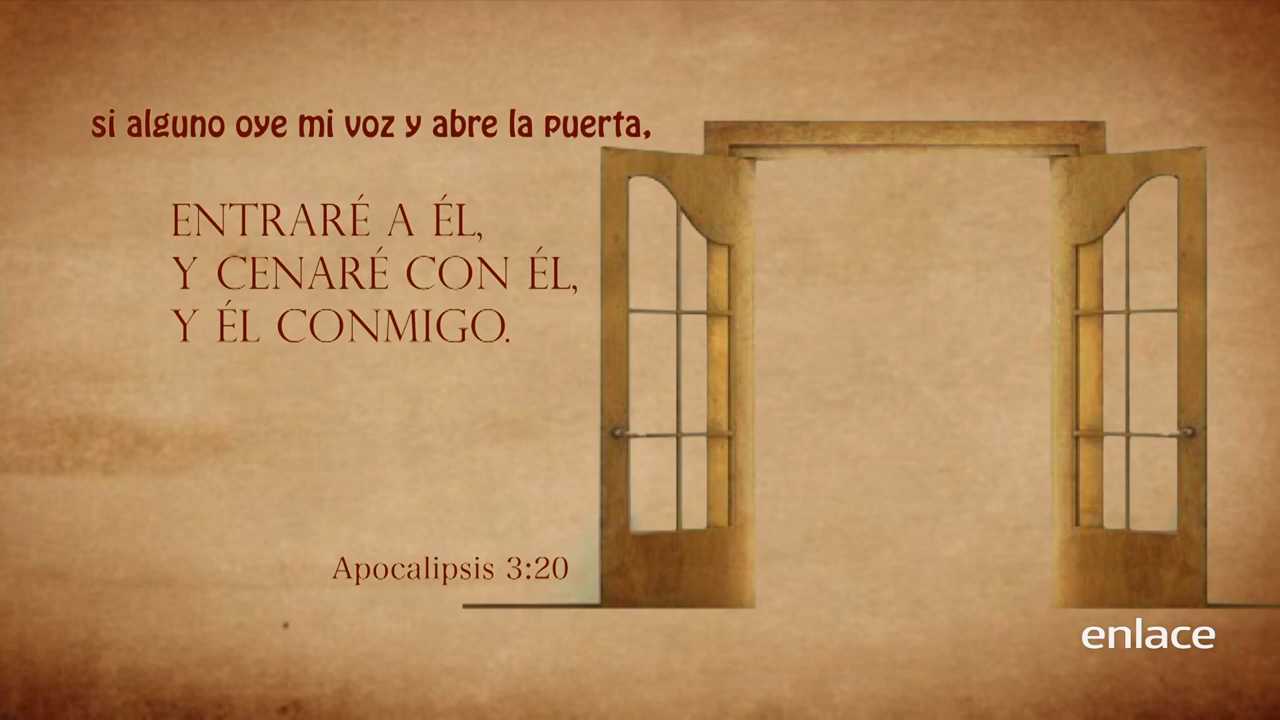 si alguno oye mi voz y abre la puerta,
ENTRARÉ A ÉL,
Y CENARÉ CON ÉL,
Y ÉL CONMIGO.
Apocalipsis 3:20
enlace